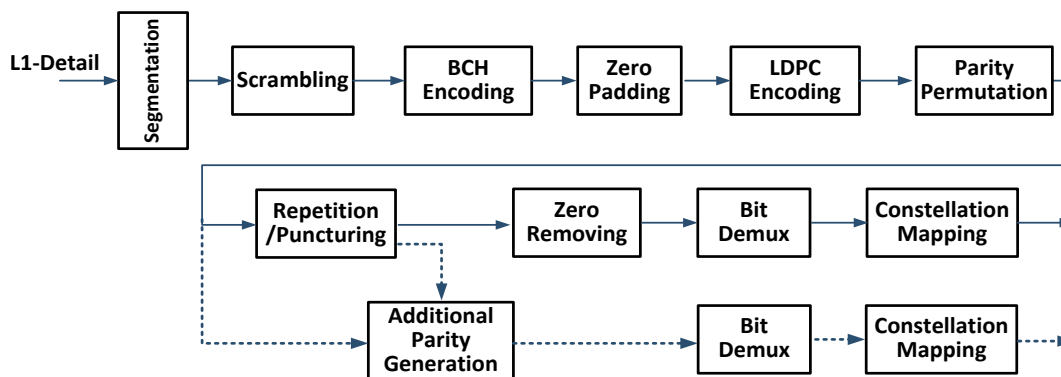 L1-Detail
Segmentation
Scrambling
BCH
Encoding
Zero
Padding
LDPC
Encoding
Parity
Permutation
Repetition
/Puncturing
Zero
Removing
Bit
Demux
Constellation
Mapping
Additional
Parity
Generation
Bit
Demux
Constellation
Mapping